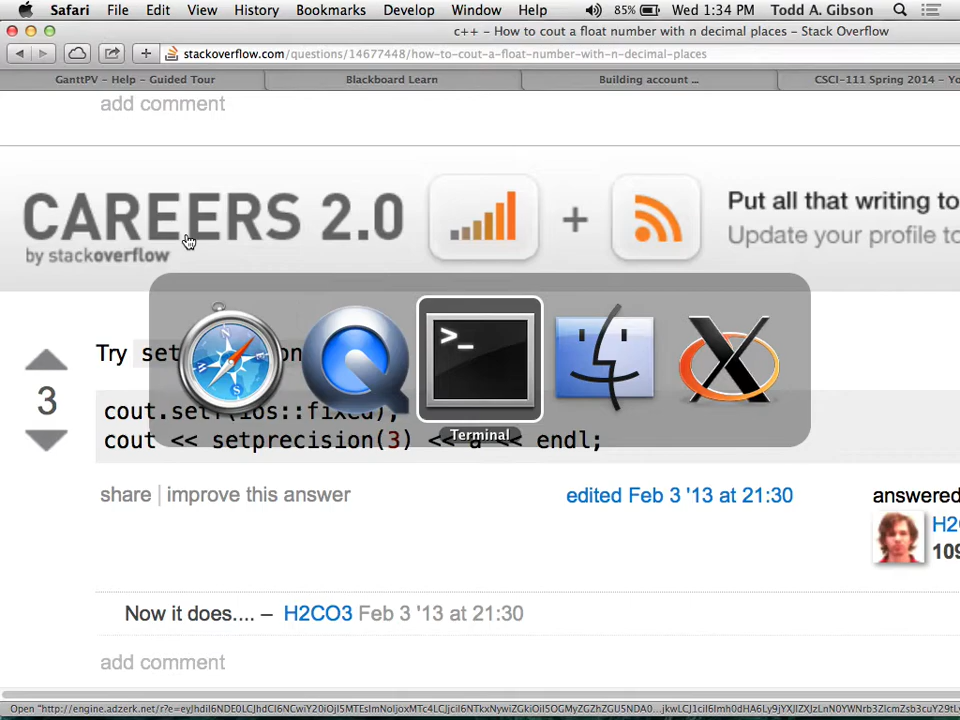 Safari File Edit View History Bookmarks Develop Window Help 85% Wed 1:34 PM Todd A. Gibson
c++ - How to cout a float number with n decimal places - Stack Overflow
stackoverflow.com/questions/14677448/how-to-cout-a-float-number-with-n-decimal-places
GanttPV - Help - Guided Tour Blackboard Learn Building account ... CSCI-111 Spring 2014 - Yo
add comment
CAREERS 2.0
by stackoverflow
Put all that writing to
Update your profile to
>_
Try
3
cout << setprecision(3) << a << endl;
Terminal
share | improve this answer
edited Feb 3 '13 at 21:30
answered
H2
109
Now it does.... – H2CO3 Feb 3 '13 at 21:30
add comment